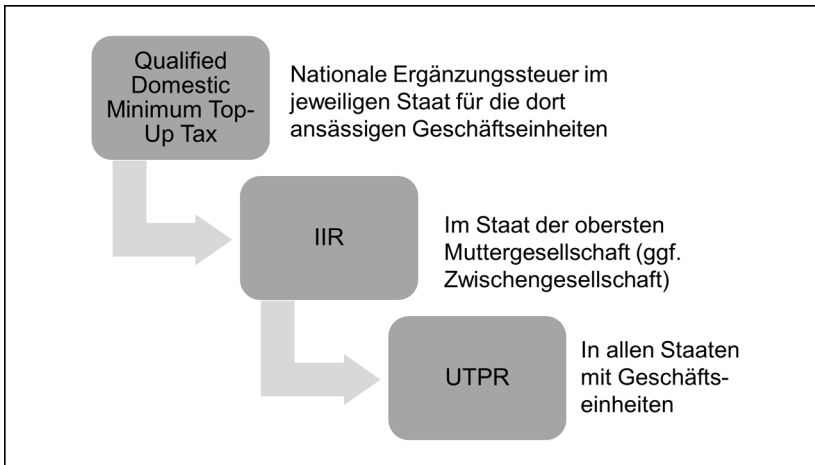 Qualified
Domestic
Minimum Top-
Up Tax
Nationale Ergänzungssteuer im
jeweiligen Staat für die dort
ansässigen Geschäftseinheiten
IIR
Im Staat der obersten
Muttergesellschaft (ggf.
Zwischengesellschaft)
UTPR
In allen Staaten
mit Geschäfts-
einheiten